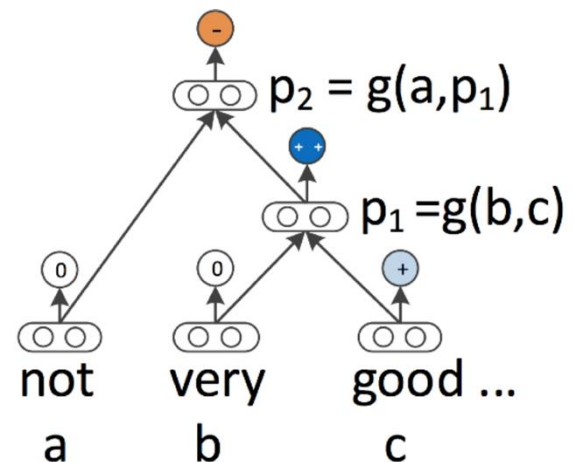 -
p₂ = g(a,p₁)
+ +
p₁ =g(b,c)
0 0 +
not very good ...
a b c